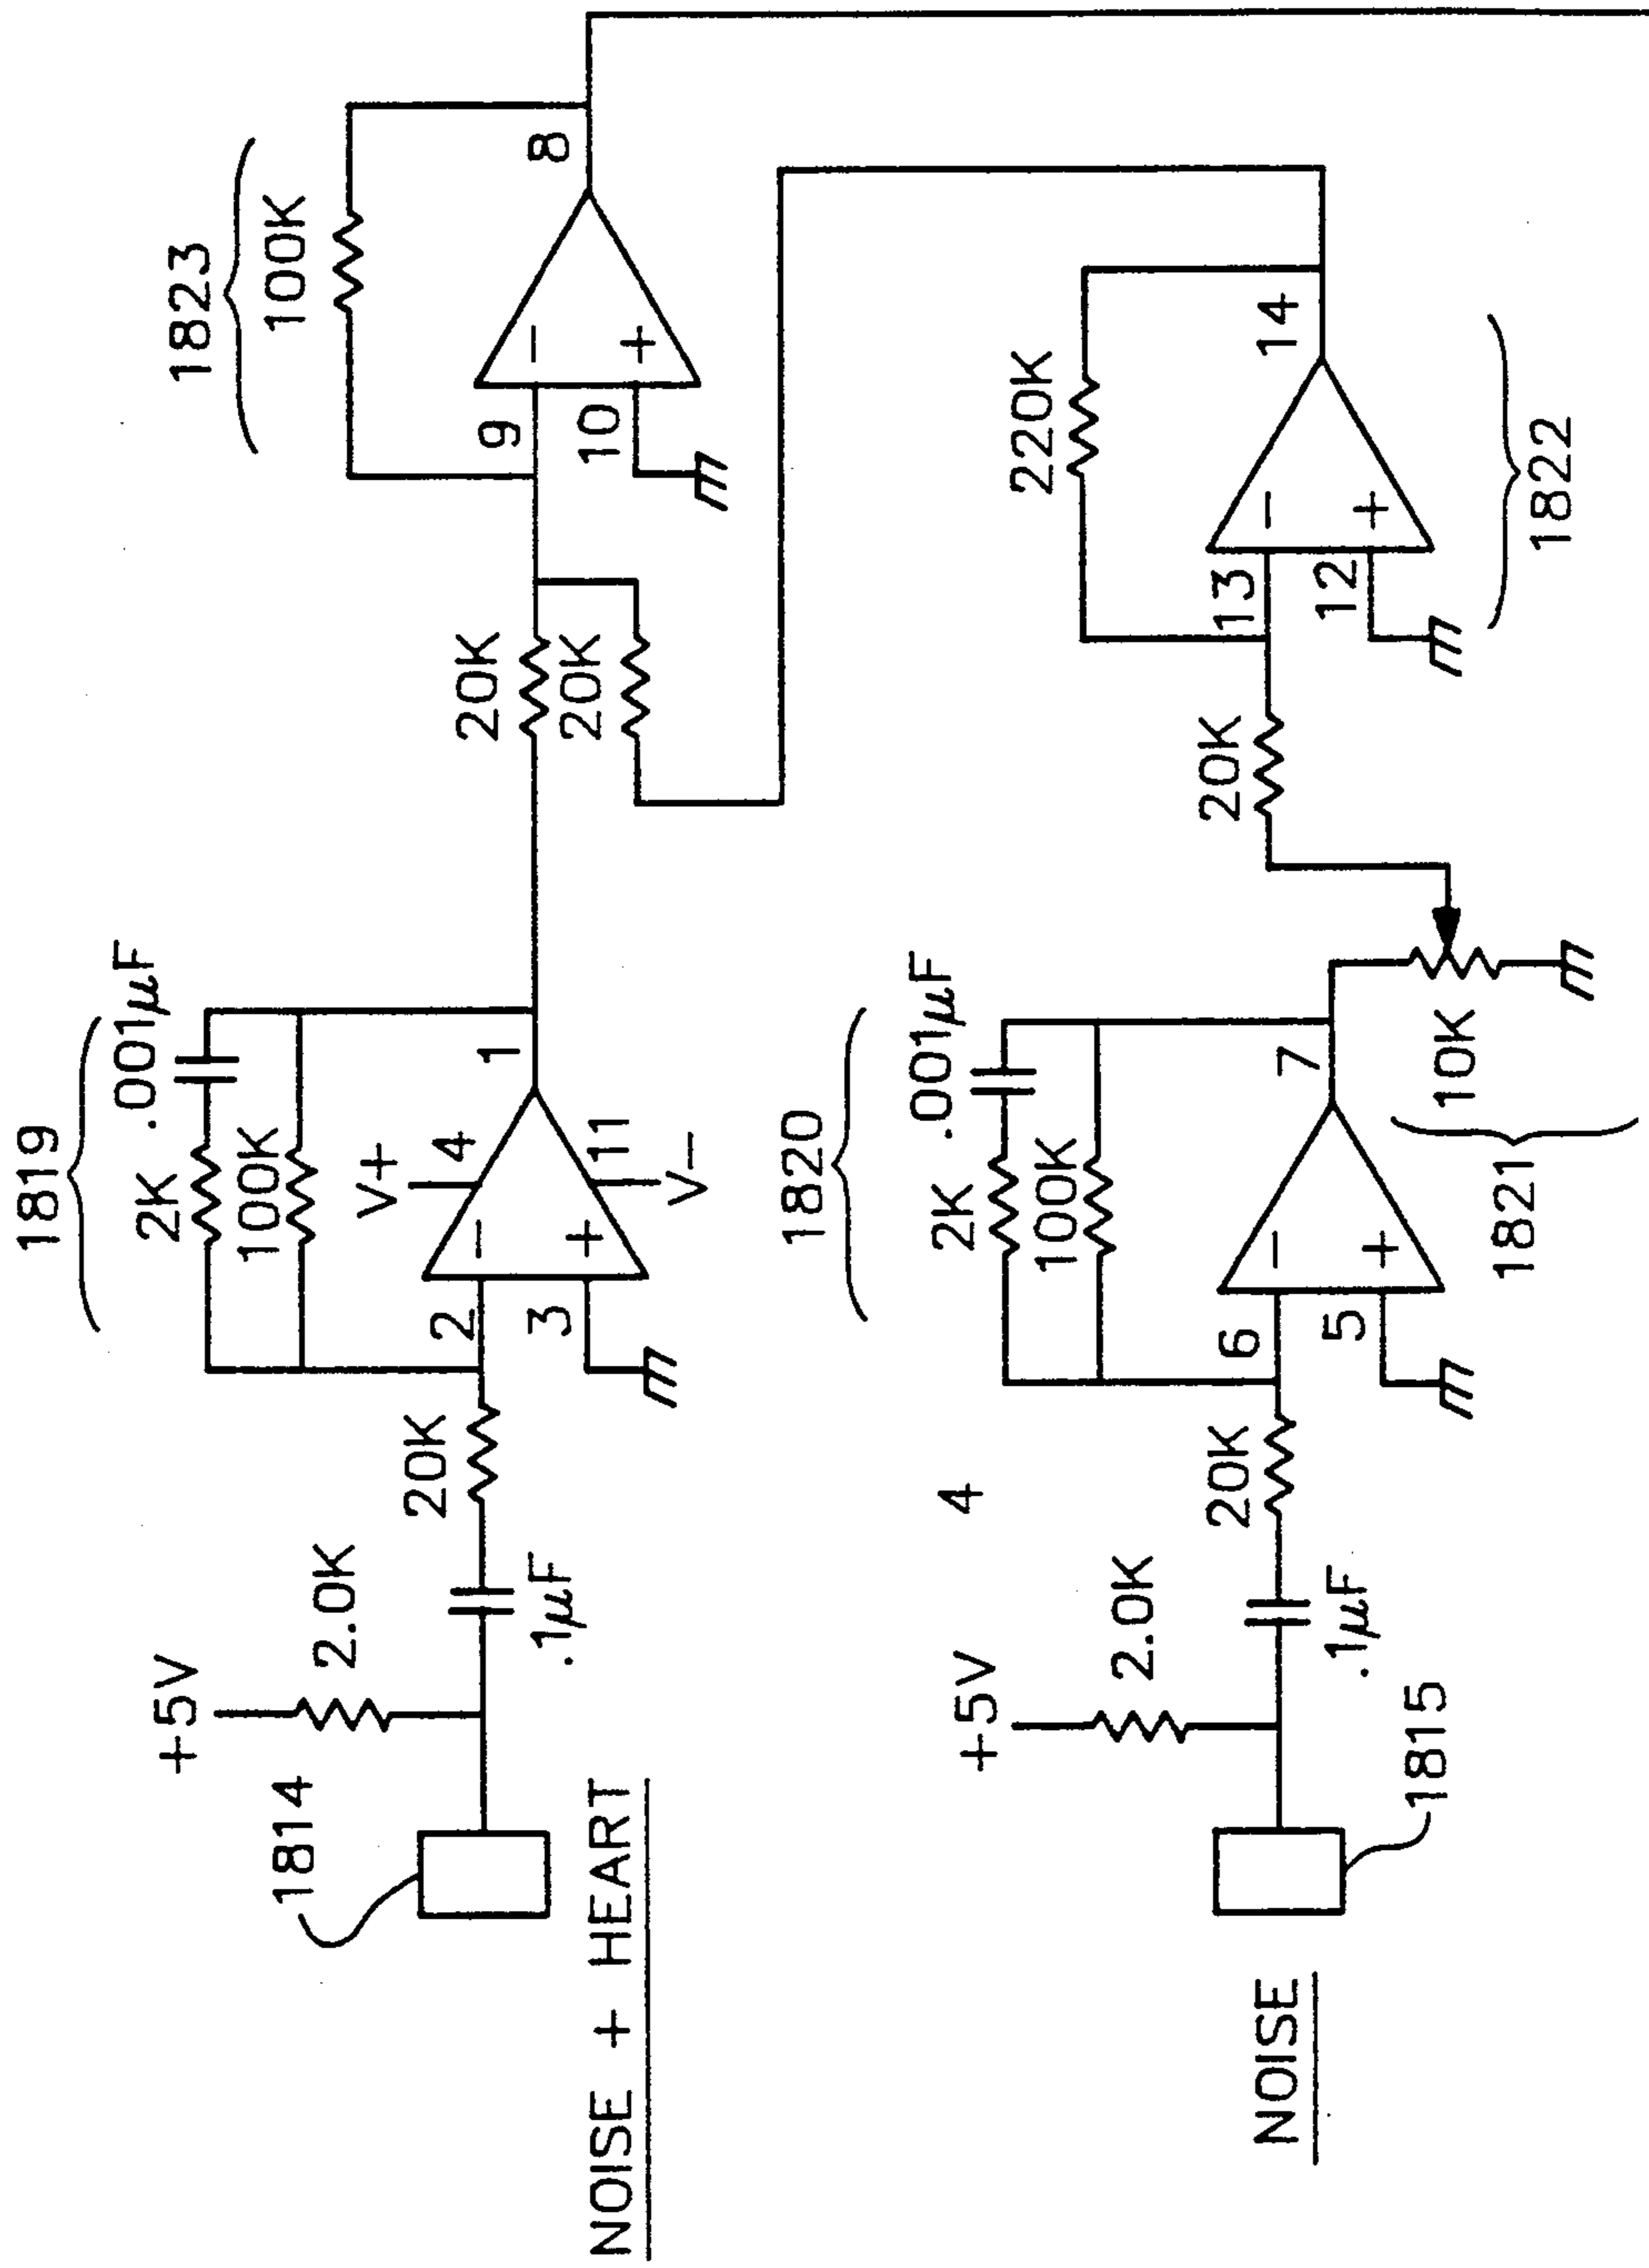 1819
.001µF
2K
100K
V+
4
1
2
3
11
V−
20K
+5V
2.0K
.1µF
1814
NOISE + HEART
20K
20K
1823
100K
8
9
10
−
+
−
+
1820
.001µF
2K
100K
7
6
5
−
+
4
20K
+5V
2.0K
.1µF
1815
NOISE
10K
1821
20K
220K
14
13
12
−
+
1822